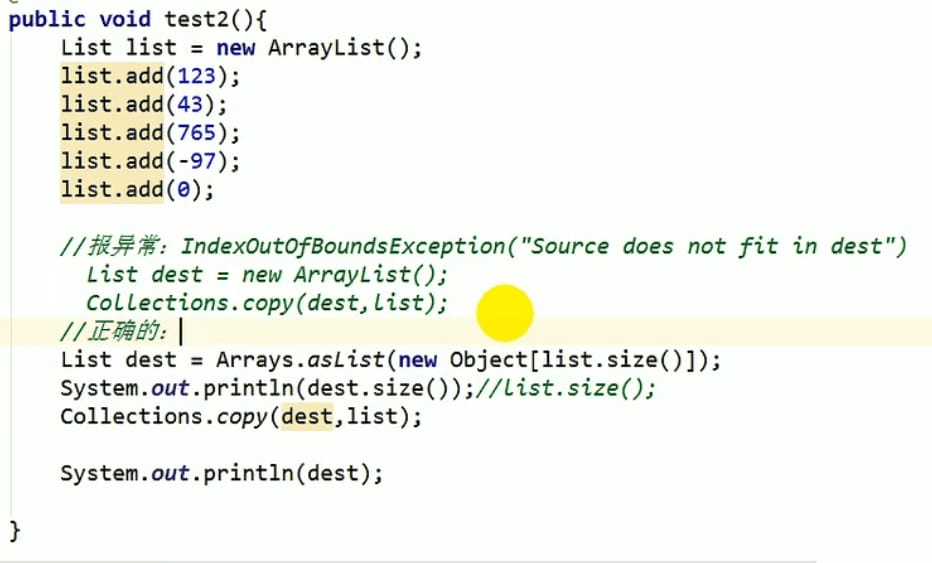 public void test2(){
List list = new ArrayList();
list.add(123);
list.add(43);
list.add(765);
list.add(-97);
list.add(0);
//报异常：IndexOutOfBoundsException("Source does not fit in dest")
List dest = new ArrayList();
Collections.copy(dest,list);
//正确的：
List dest = Arrays.asList(new Object[list.size()]);
System.out.println(dest.size());//list.size();
Collections.copy(dest,list);
System.out.println(dest);
}